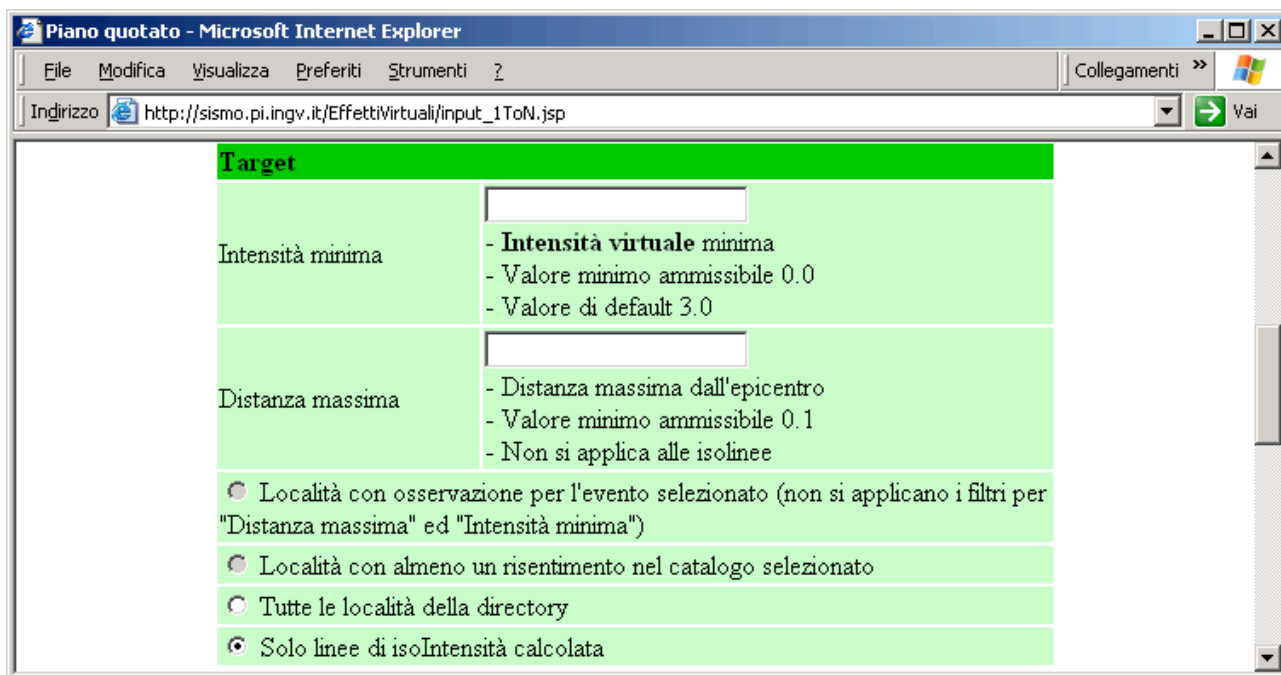 Piano quotato - Microsoft Internet Explorer
File Modifica Visualizza Preferiti Strumenti ? Collegamenti »
Indirizzo http://sismo.pi.ingv.it/EffettiVirtuali/input_1ToN.jsp Vai
Target
Intensità minima
- Intensità virtuale minima
- Valore minimo ammissibile 0.0
- Valore di default 3.0
Distanza massima
- Distanza massima dall'epicentro
- Valore minimo ammissibile 0.1
- Non si applica alle isolinee
Località con osservazione per l'evento selezionato (non si applicano i filtri per
"Distanza massima" ed "Intensità minima")
Località con almeno un risentimento nel catalogo selezionato
Tutte le località della directory
Solo linee di isoIntensità calcolata